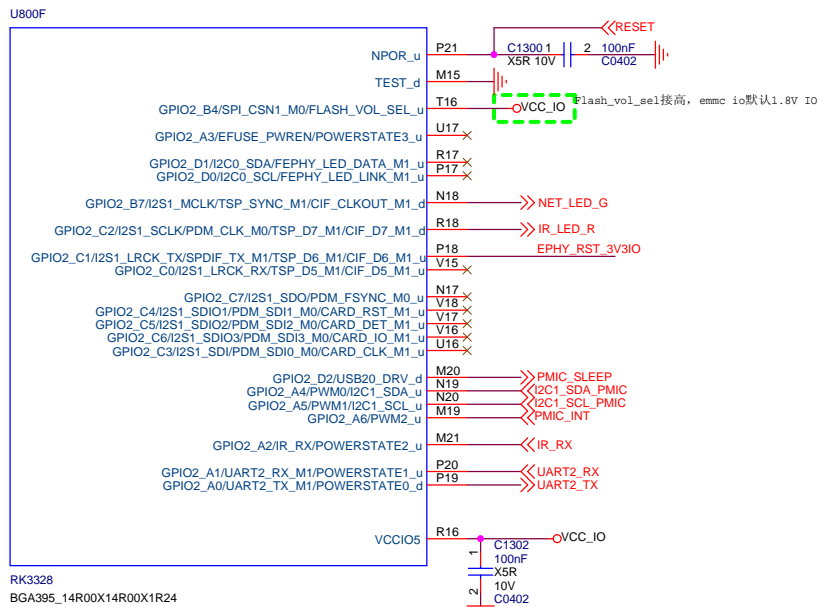 U800F
RESET
NPOR_u P21 C1300 1 2 100nF
X5R 10V C0402
TEST_d M15
GPIO2_B4/SPI_CSN1_M0/FLASH_VOL_SEL_u T16 VCC_IO Flash_vol_sel接高，emmc io默认1.8V IO
GPIO2_A3/EFUSE_PWREN/POWERSTATE3_u U17
GPIO2_D1/I2C0_SDA/FEPHY_LED_DATA_M1_u R17
GPIO2_D0/I2C0_SCL/FEPHY_LED_LINK_M1_u P17
GPIO2_B7/I2S1_MCLK/TSP_SYNC_M1/CIF_CLKOUT_M1_d N18 NET_LED_G
GPIO2_C2/I2S1_SCLK/PDM_CLK_M0/TSP_D7_M1/CIF_D7_M1_d R18 IR_LED_R
GPIO2_C1/I2S1_LRCK_TX/SPDIF_TX_M1/TSP_D6_M1/CIF_D6_M1_u P18 EPHY_RST_3V3IO
GPIO2_C0/I2S1_LRCK_RX/TSP_D5_M1/CIF_D5_M1_u V15
GPIO2_C7/I2S1_SDO/PDM_FSYNC_M0_u N17
GPIO2_C4/I2S1_SDIO1/PDM_SDI1_M0/CARD_RST_M1_u V18
GPIO2_C5/I2S1_SDIO2/PDM_SDI2_M0/CARD_DET_M1_u V17
GPIO2_C6/I2S1_SDIO3/PDM_SDI3_M0/CARD_IO_M1_u V16
GPIO2_C3/I2S1_SDI/PDM_SDI0_M0/CARD_CLK_M1_u U16
GPIO2_D2/USB20_DRV_d M20 PMIC_SLEEP
GPIO2_A4/PWM0/I2C1_SDA_u N19 I2C1_SDA_PMIC
GPIO2_A5/PWM1/I2C1_SCL_u N20 I2C1_SCL_PMIC
GPIO2_A6/PWM2_u M19 PMIC_INT
GPIO2_A2/IR_RX/POWERSTATE2_u M21 IR_RX
GPIO2_A1/UART2_RX_M1/POWERSTATE1_u P20 UART2_RX
GPIO2_A0/UART2_TX_M1/POWERSTATE0_d P19 UART2_TX
VCCIO5 R16 VCC_IO
1 C1302
100nF
X5R
10V
2 C0402
RK3328
BGA395_14R00X14R00X1R24